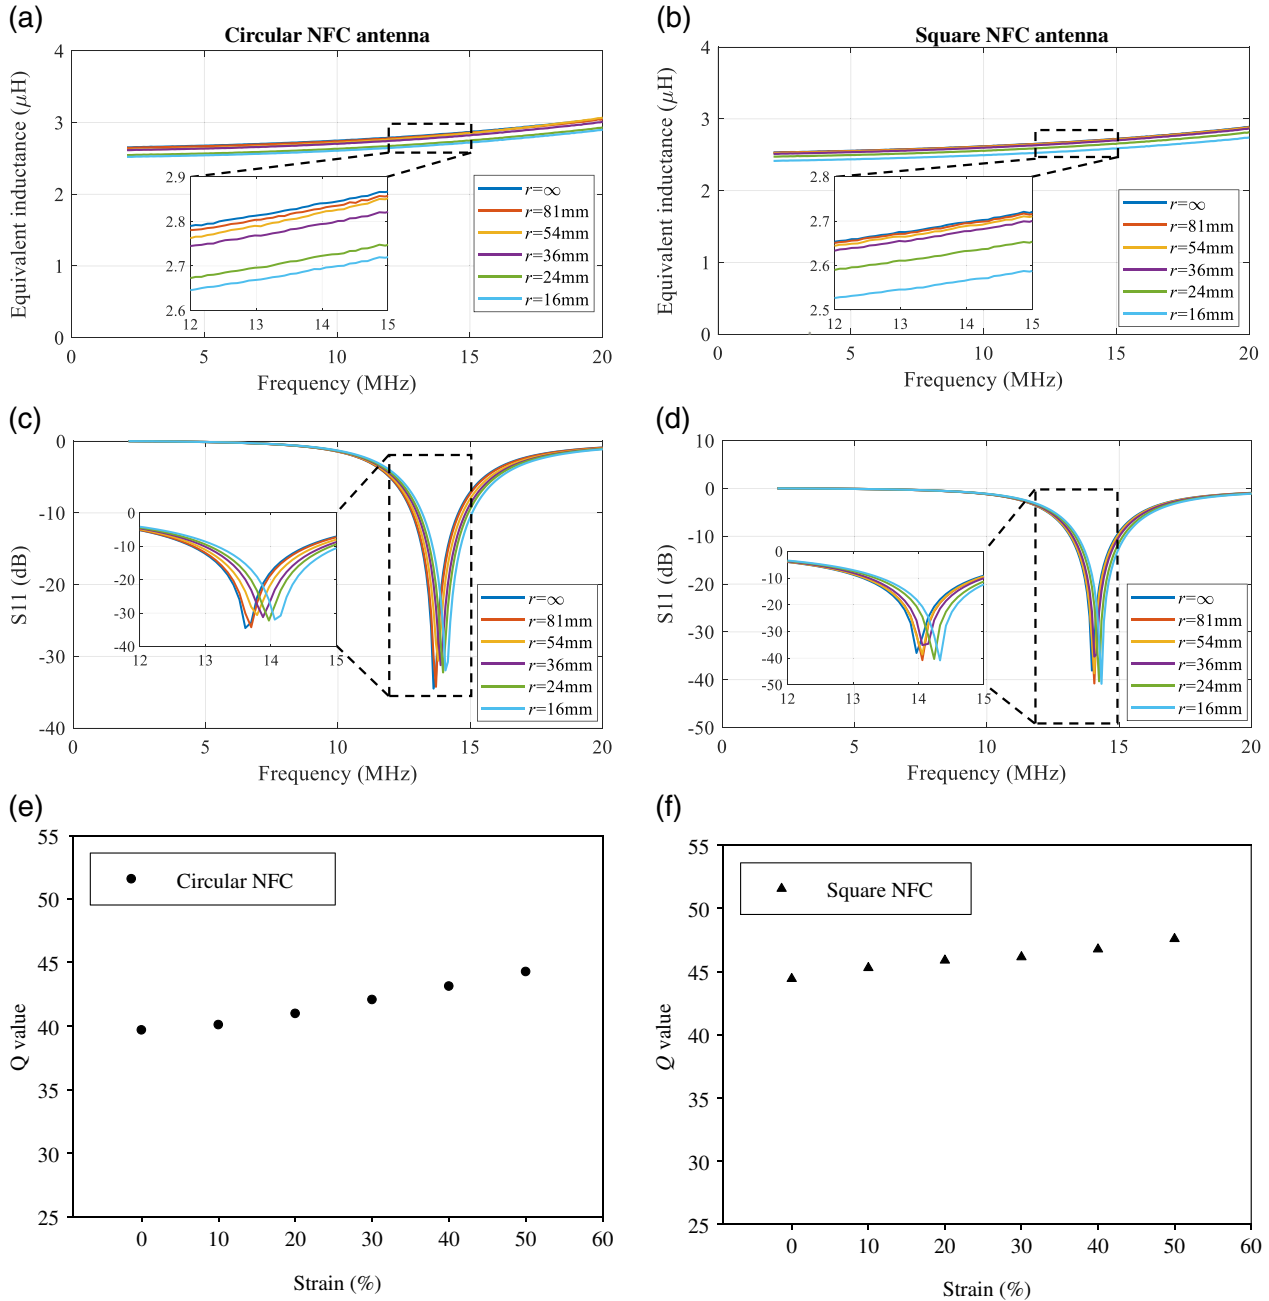 (a)
Circular NFC antenna
Equivalent inductance (μH)
4
3
2
1
0
0 5 10 15 20
Frequency (MHz)
2.9
2.8
2.7
2.6
12 13 14 15
r=∞
r=81mm
r=54mm
r=36mm
r=24mm
r=16mm
(b)
Square NFC antenna
Equivalent inductance (μH)
4
3
2
1
0
0 5 10 15 20
Frequency (MHz)
2.8
2.7
2.6
2.5
12 13 14 15
r=∞
r=81mm
r=54mm
r=36mm
r=24mm
r=16mm
(c)
S11 (dB)
0
-10
-20
-30
-40
0 5 10 15 20
Frequency (MHz)
0
-10
-20
-30
-40
12 13 14 15
r=∞
r=81mm
r=54mm
r=36mm
r=24mm
r=16mm
(d)
S11 (dB)
10
0
-10
-20
-30
-40
-50
0 5 10 15 20
Frequency (MHz)
0
-10
-20
-30
-40
-50
12 13 14 15
r=∞
r=81mm
r=54mm
r=36mm
r=24mm
r=16mm
(e)
Q value
55
50
45
40
35
30
25
0 10 20 30 40 50 60
Strain (%)
Circular NFC
(f)
Q value
55
50
45
40
35
30
25
0 10 20 30 40 50 60
Strain (%)
Square NFC